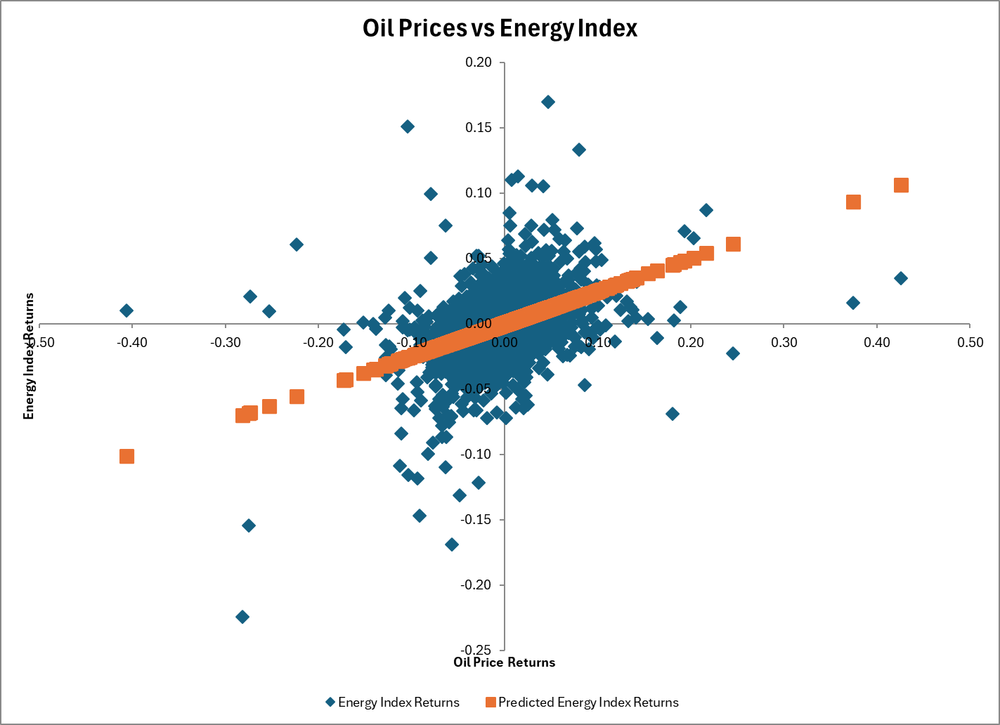 Oil Prices vs Energy Index
0.20
0.15
0.10
0.05
0.00
-0.05
-0.10
-0.15
-0.20
-0.25
-0.50 -0.40 -0.30 -0.20 -0.10 0.00 0.10 0.20 0.30 0.40 0.50
Energy Index Returns
Oil Price Returns
Energy Index Returns Predicted Energy Index Returns